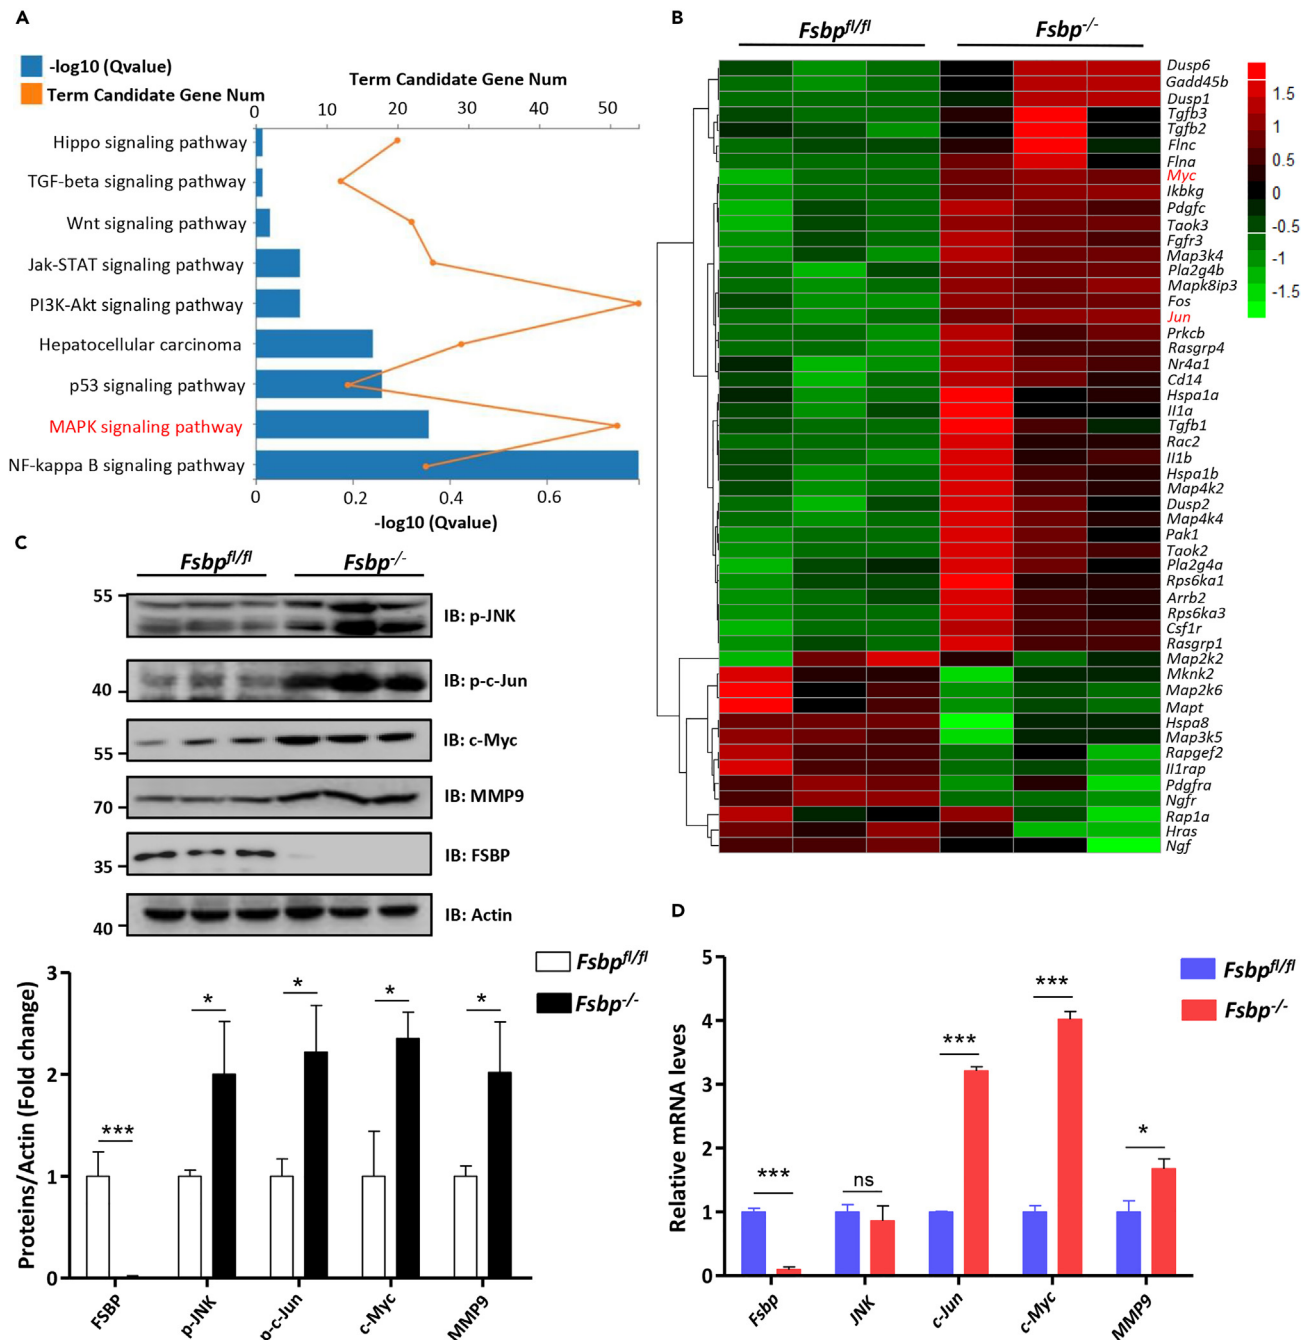 A
-log10 (Qvalue)
Term Candidate Gene Num
Term Candidate Gene Num
0 10 20 30 40 50
Hippo signaling pathway
TGF-beta signaling pathway
Wnt signaling pathway
Jak-STAT signaling pathway
PI3K-Akt signaling pathway
Hepatocellular carcinoma
p53 signaling pathway
MAPK signaling pathway
NF-kappa B signaling pathway
0 0.2 0.4 0.6
-log10 (Qvalue)
B
Fsbpfl/fl Fsbp-/-
Dusp6
Gadd45b
Dusp1
Tgfb3
Tgfb2
Flnc
Flna
Myc
Ikbkg
Pdgfc
Taok3
Fgfr3
Map3k4
Pla2g4b
Mapk8ip3
Fos
Jun
Prkcb
Rasgrp4
Nr4a1
Cd14
Hspa1a
Il1a
Tgfb1
Rac2
Il1b
Hspa1b
Map4k2
Dusp2
Map4k4
Pak1
Taok2
Pla2g4a
Rps6ka1
Arrb2
Rps6ka3
Csf1r
Rasgrp1
Map2k2
Mknk2
Map2k6
Mapt
Hspa8
Map3k5
Rapgef2
Il1rap
Pdgfra
Ngfr
Rap1a
Hras
Ngf
1.5
1
0.5
0
-0.5
-1
-1.5
C
Fsbpfl/fl Fsbp-/-
55
IB: p-JNK
40
IB: p-c-Jun
55
IB: c-Myc
70
IB: MMP9
35
IB: FSBP
40
IB: Actin
Fsbpfl/fl
Fsbp-/-
Proteins/Actin (Fold change)
3
2
1
0
***
*
*
*
*
FSBP
p-JNK
p-c-Jun
c-Myc
MMP9
D
Fsbpfl/fl
Fsbp-/-
Relative mRNA leves
5
4
3
2
1
0
***
ns
***
***
*
Fsbp
JNK
c-Jun
c-Myc
MMP9